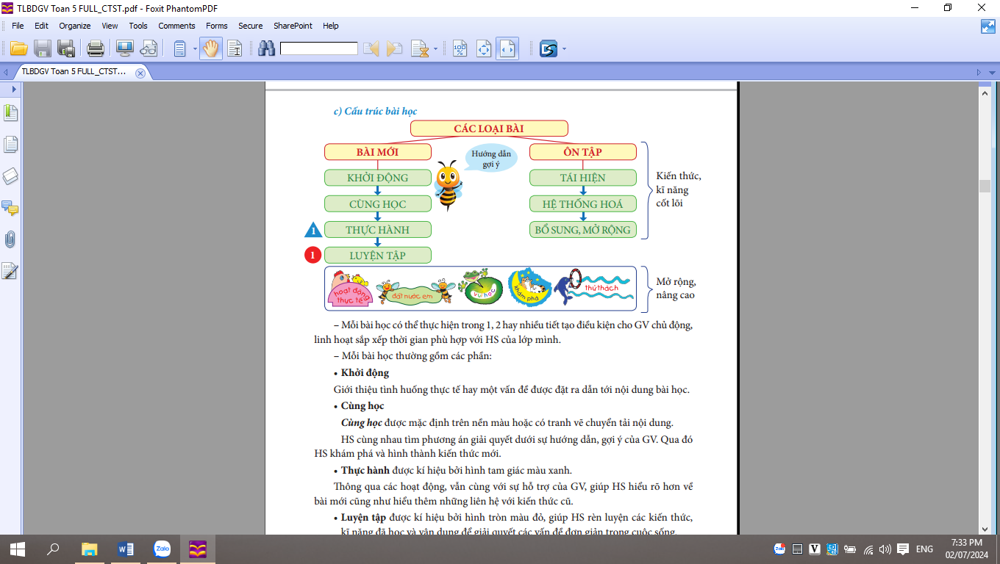 TLBDGV Toan 5 FULL_CTST.pdf - Foxit PhantomPDF
File Edit Organize View Tools Comments Forms Secure SharePoint Help
TLBDGV Toan 5 FULL_CTST...
c) Cấu trúc bài học
CÁC LOẠI BÀI
BÀI MỚI
Hướng dẫn
gợi ý
ÔN TẬP
KHỞI ĐỘNG
TÁI HIỆN
CÙNG HỌC
HỆ THỐNG HOÁ
1 THỰC HÀNH
BỔ SUNG, MỞ RỘNG
1 LUYỆN TẬP
Kiến thức,
kĩ năng
cốt lõi
hoạt động
thực tế
đất nước em
vui học
khám phá
thử thách
Mở rộng,
nâng cao
– Mỗi bài học có thể thực hiện trong 1, 2 hay nhiều tiết tạo điều kiện cho GV chủ động,
linh hoạt sắp xếp thời gian phù hợp với HS của lớp mình.
– Mỗi bài học thường gồm các phần:
• Khởi động
Giới thiệu tình huống thực tế hay một vấn đề được đặt ra dẫn tới nội dung bài học.
• Cùng học
Cùng học được mặc định trên nền màu hoặc có tranh vẽ chuyển tải nội dung.
HS cùng nhau tìm phương án giải quyết dưới sự hướng dẫn, gợi ý của GV. Qua đó
HS khám phá và hình thành kiến thức mới.
• Thực hành được kí hiệu bởi hình tam giác màu xanh.
Thông qua các hoạt động, vẫn cùng với sự hỗ trợ của GV, giúp HS hiểu rõ hơn về
bài mới cũng như hiểu thêm những liên hệ với kiến thức cũ.
• Luyện tập được kí hiệu bởi hình tròn màu đỏ, giúp HS rèn luyện các kiến thức,
kĩ năng đã học và vận dụng để giải quyết các vấn đề đơn giản trong cuộc sống.
Zalo
ENG
7:33 PM
02/07/2024